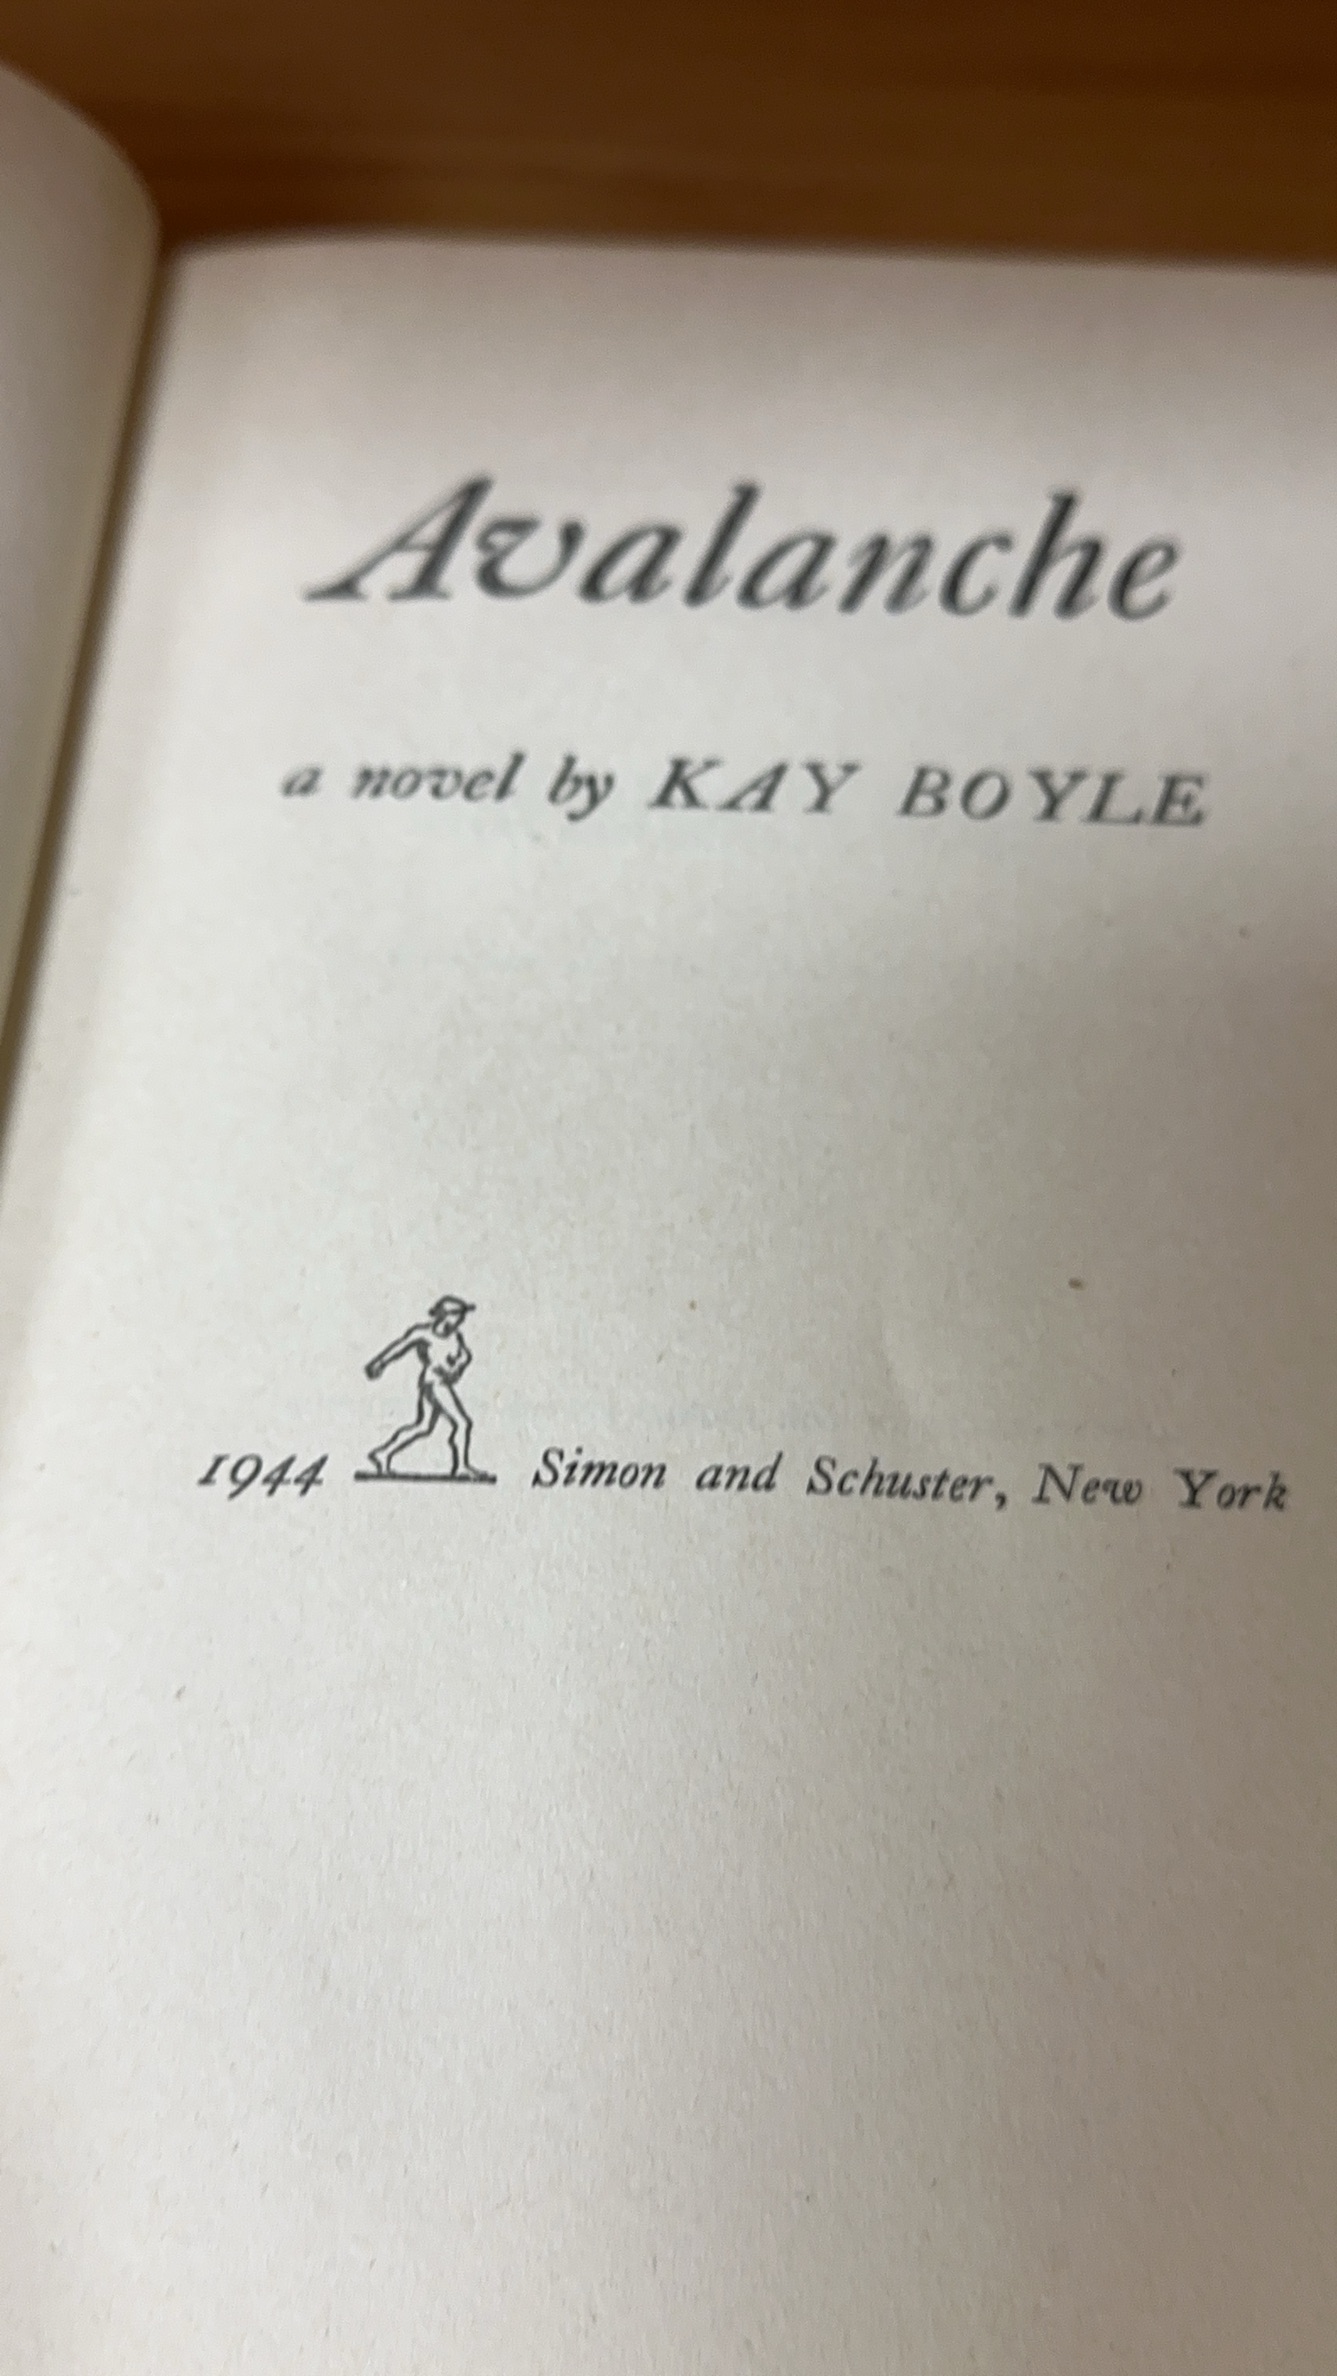 Avalanche
a novel by KAY BOYLE
1944 Simon and Schuster, New York